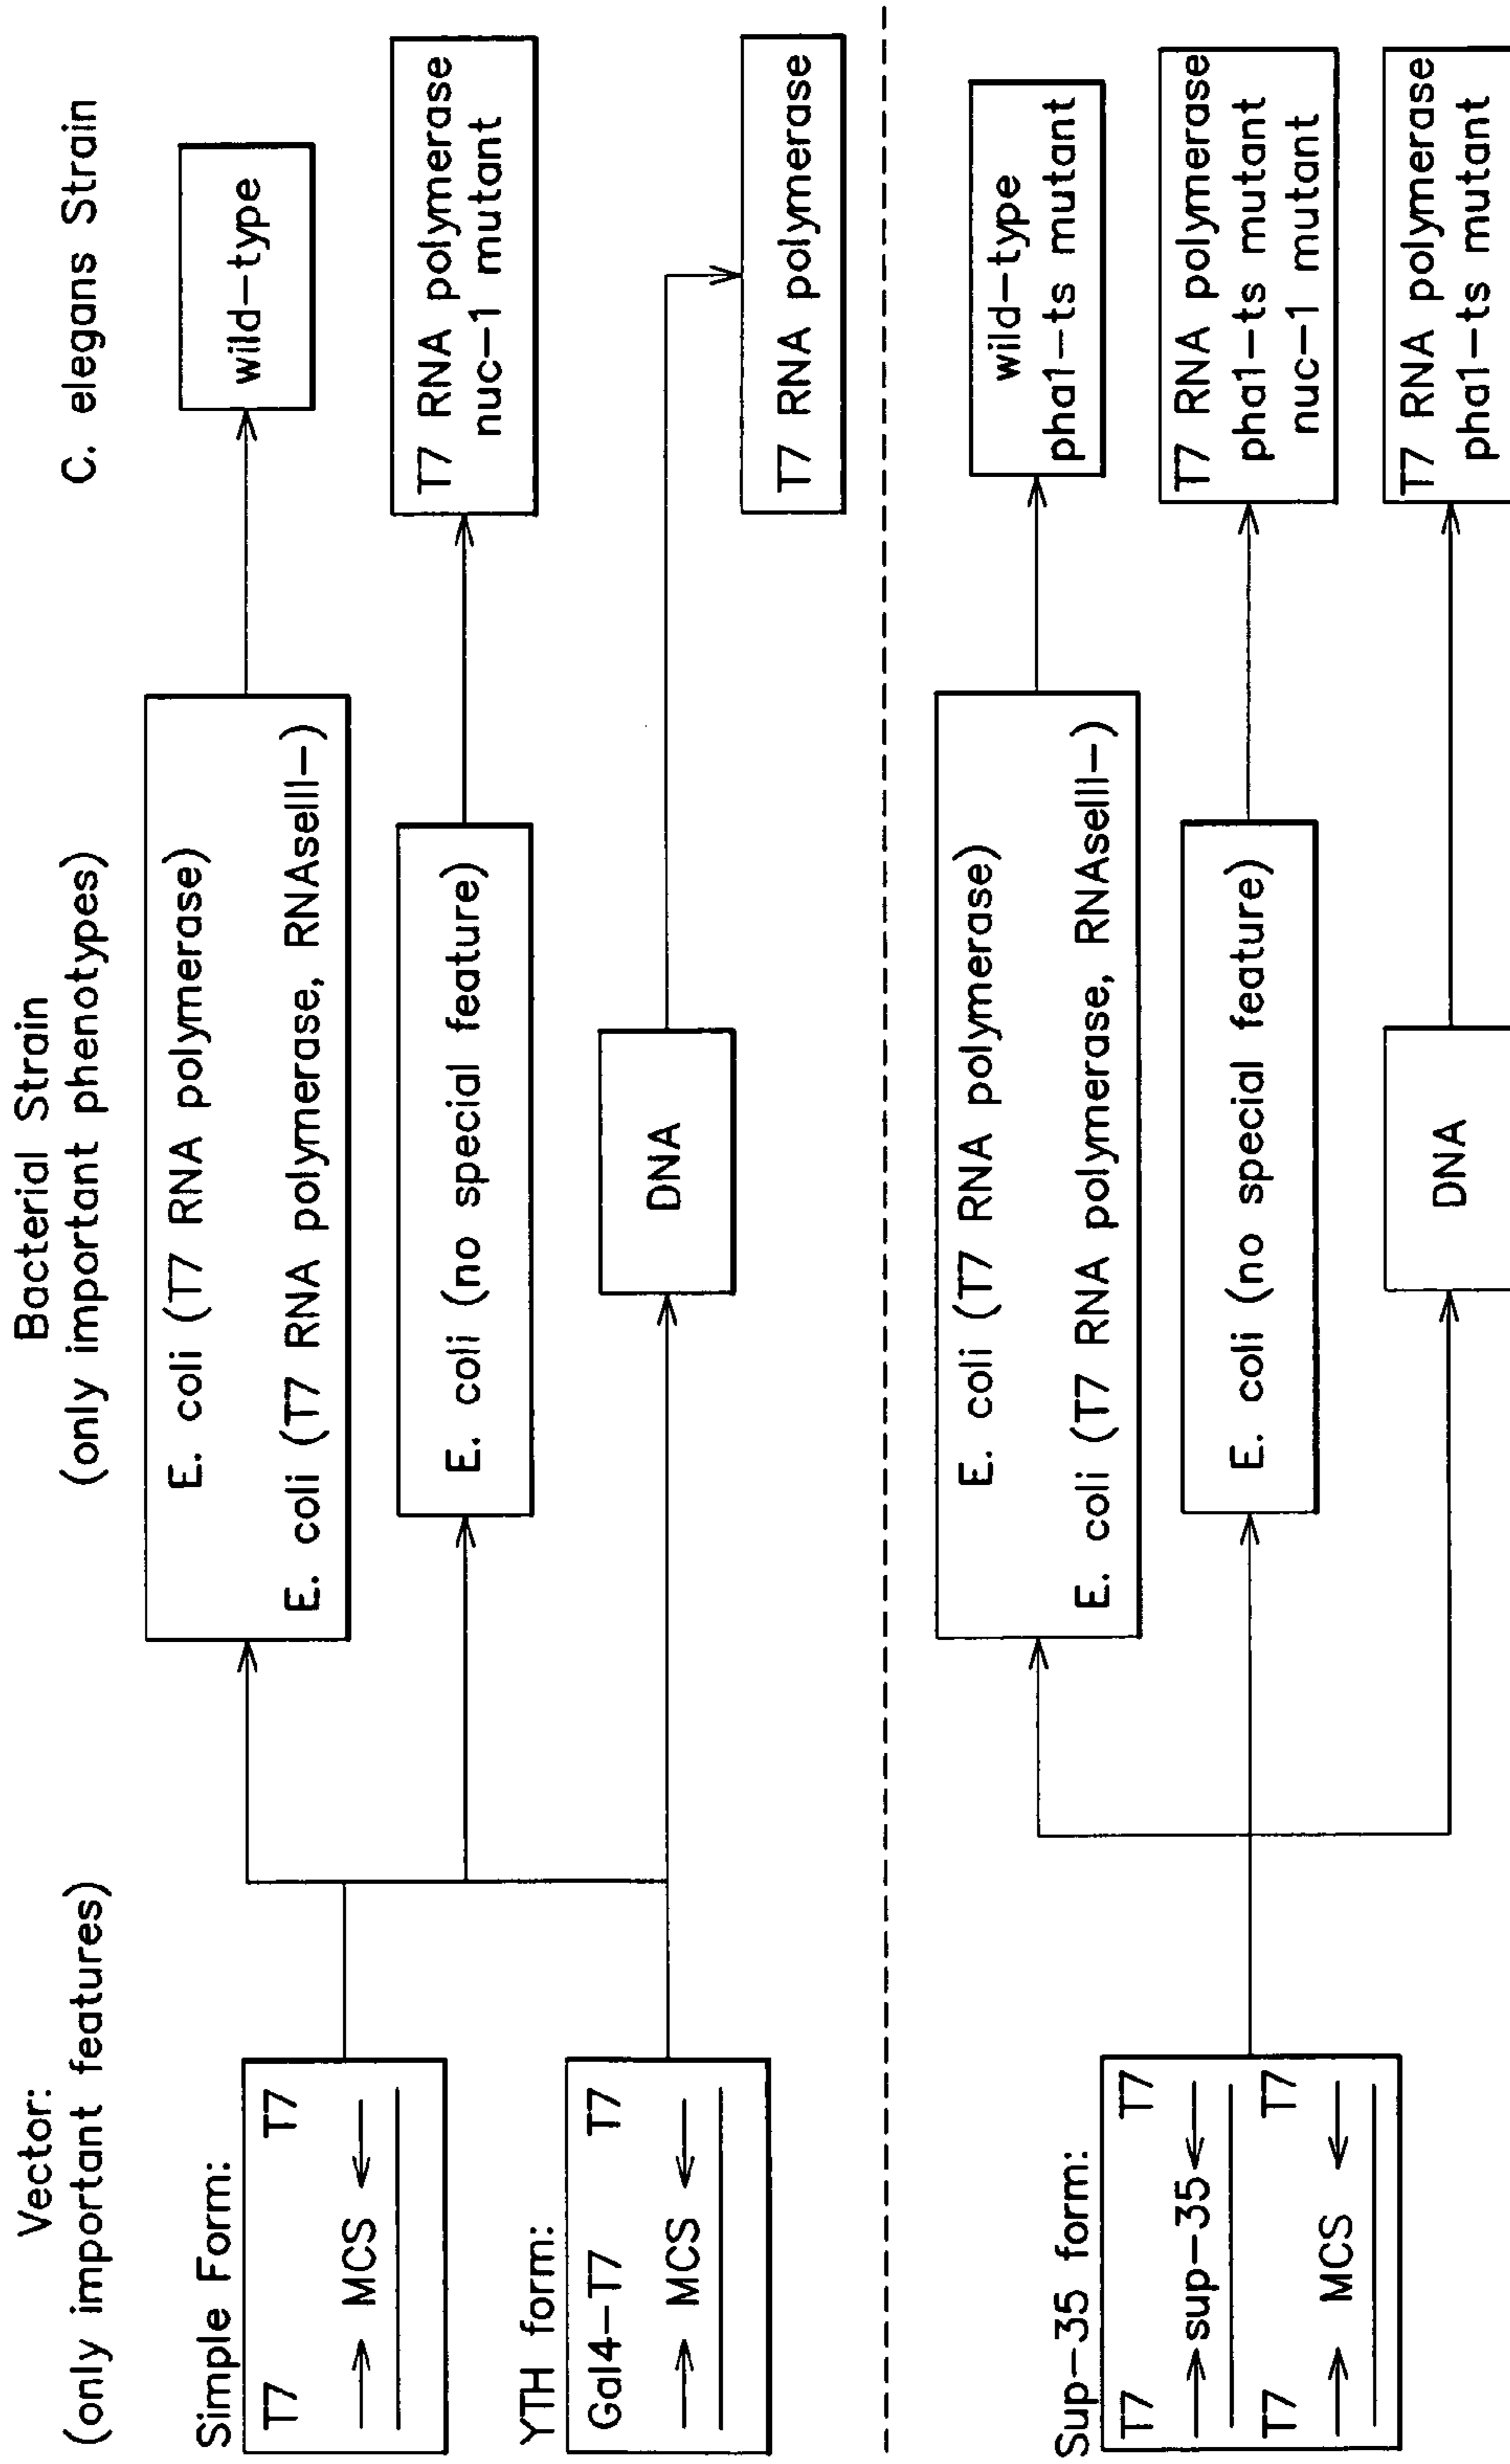 Vector:
(only important features)
Bacterial Strain
(only important phenotypes)
C. elegans Strain
Simple Form:
T7 T7
MCS
YTH form:
Gal4-T7 T7
MCS
E. coli (T7 RNA polymerase)
E. coli (T7 RNA polymerase, RNAseIII-)
E. coli (no special feature)
DNA
wild-type
T7 RNA polymerase
nuc-1 mutant
T7 RNA polymerase
Sup-35 form:
T7 T7
sup-35
T7 T7
MCS
E. coli (T7 RNA polymerase)
E. coli (T7 RNA polymerase, RNAseIII-)
E. coli (no special feature)
DNA
wild-type
pha1-ts mutant
T7 RNA polymerase
pha1-ts mutant
nuc-1 mutant
T7 RNA polymerase
pha1-ts mutant